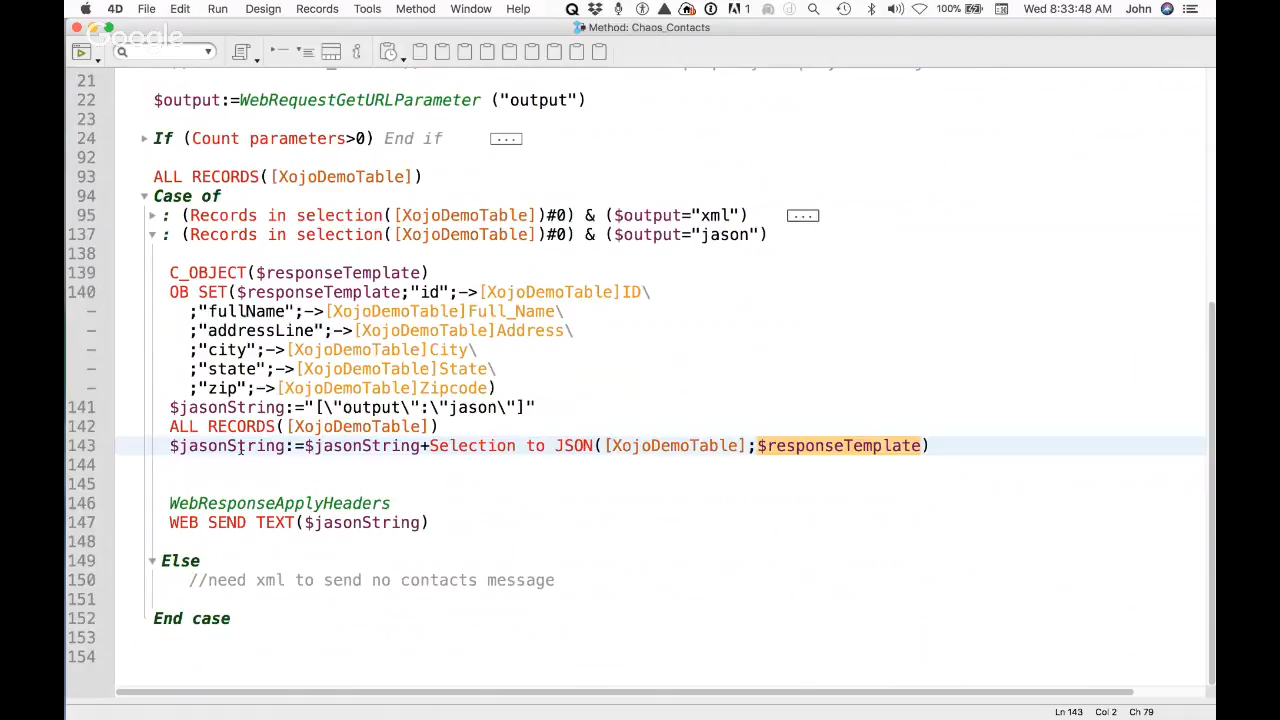 4D File Edit Run Design Records Tools Method Window Help 1 100% Wed 8:33:48 AM John
Method: Chaos_Contacts
Google
21
22 $output:=WebRequestGetURLParameter ("output")
23
24 If (Count parameters>0) End if ...
92
93 ALL RECORDS([XojoDemoTable])
94 Case of
95 : (Records in selection([XojoDemoTable])#0) & ($output="xml") ...
137 : (Records in selection([XojoDemoTable])#0) & ($output="jason")
138
139 C_OBJECT($responseTemplate)
140 OB SET($responseTemplate;"id";->[XojoDemoTable]ID\
– ;"fullName";->[XojoDemoTable]Full_Name\
– ;"addressLine";->[XojoDemoTable]Address\
– ;"city";->[XojoDemoTable]City\
– ;"state";->[XojoDemoTable]State\
– ;"zip";->[XojoDemoTable]Zipcode)
141 $jasonString:="[\"output\":\"jason\"]"
142 ALL RECORDS([XojoDemoTable])
143 $jasonString:=$jasonString+Selection to JSON([XojoDemoTable];$responseTemplate)
144
145
146 WebResponseApplyHeaders
147 WEB SEND TEXT($jasonString)
148
149 Else
150 //need xml to send no contacts message
151
152 End case
153
154
Ln 143 Col 2 Ch 79